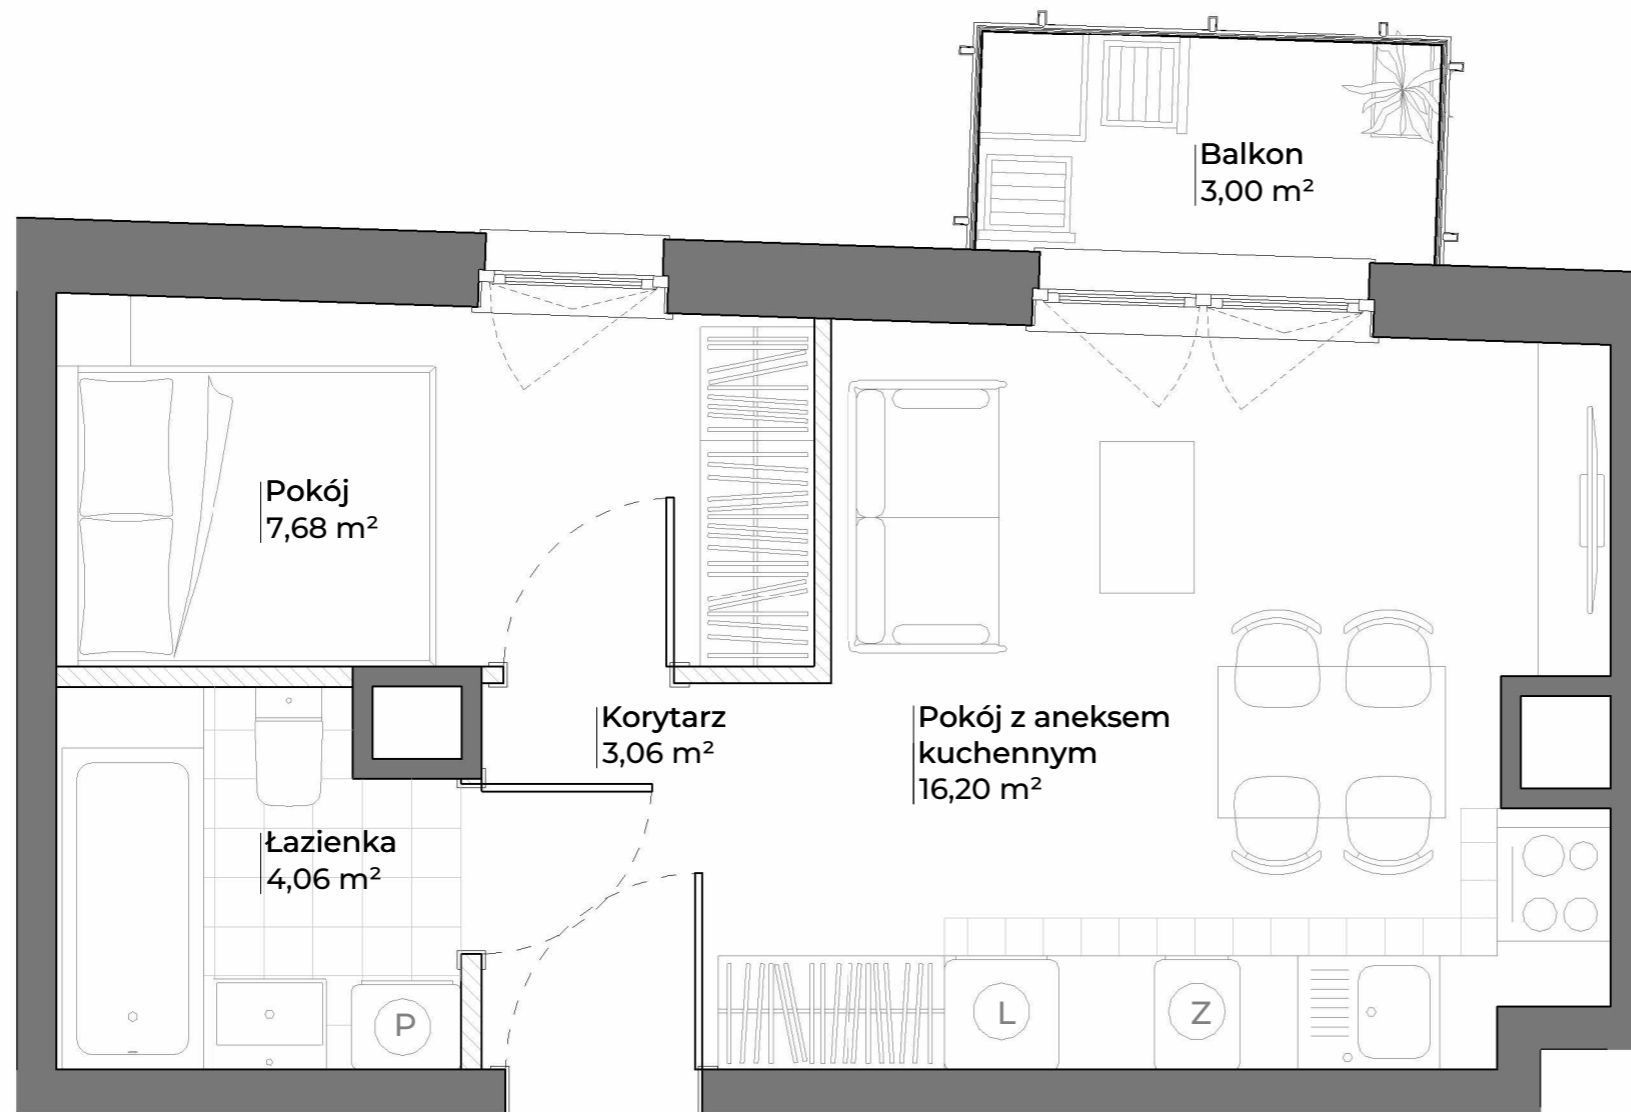 Balkon
3,00 m²
Pokój
7,68 m²
Korytarz
3,06 m²
Pokój z aneksem
kuchennym
16,20 m²
Łazienka
4,06 m²
P
L
Z